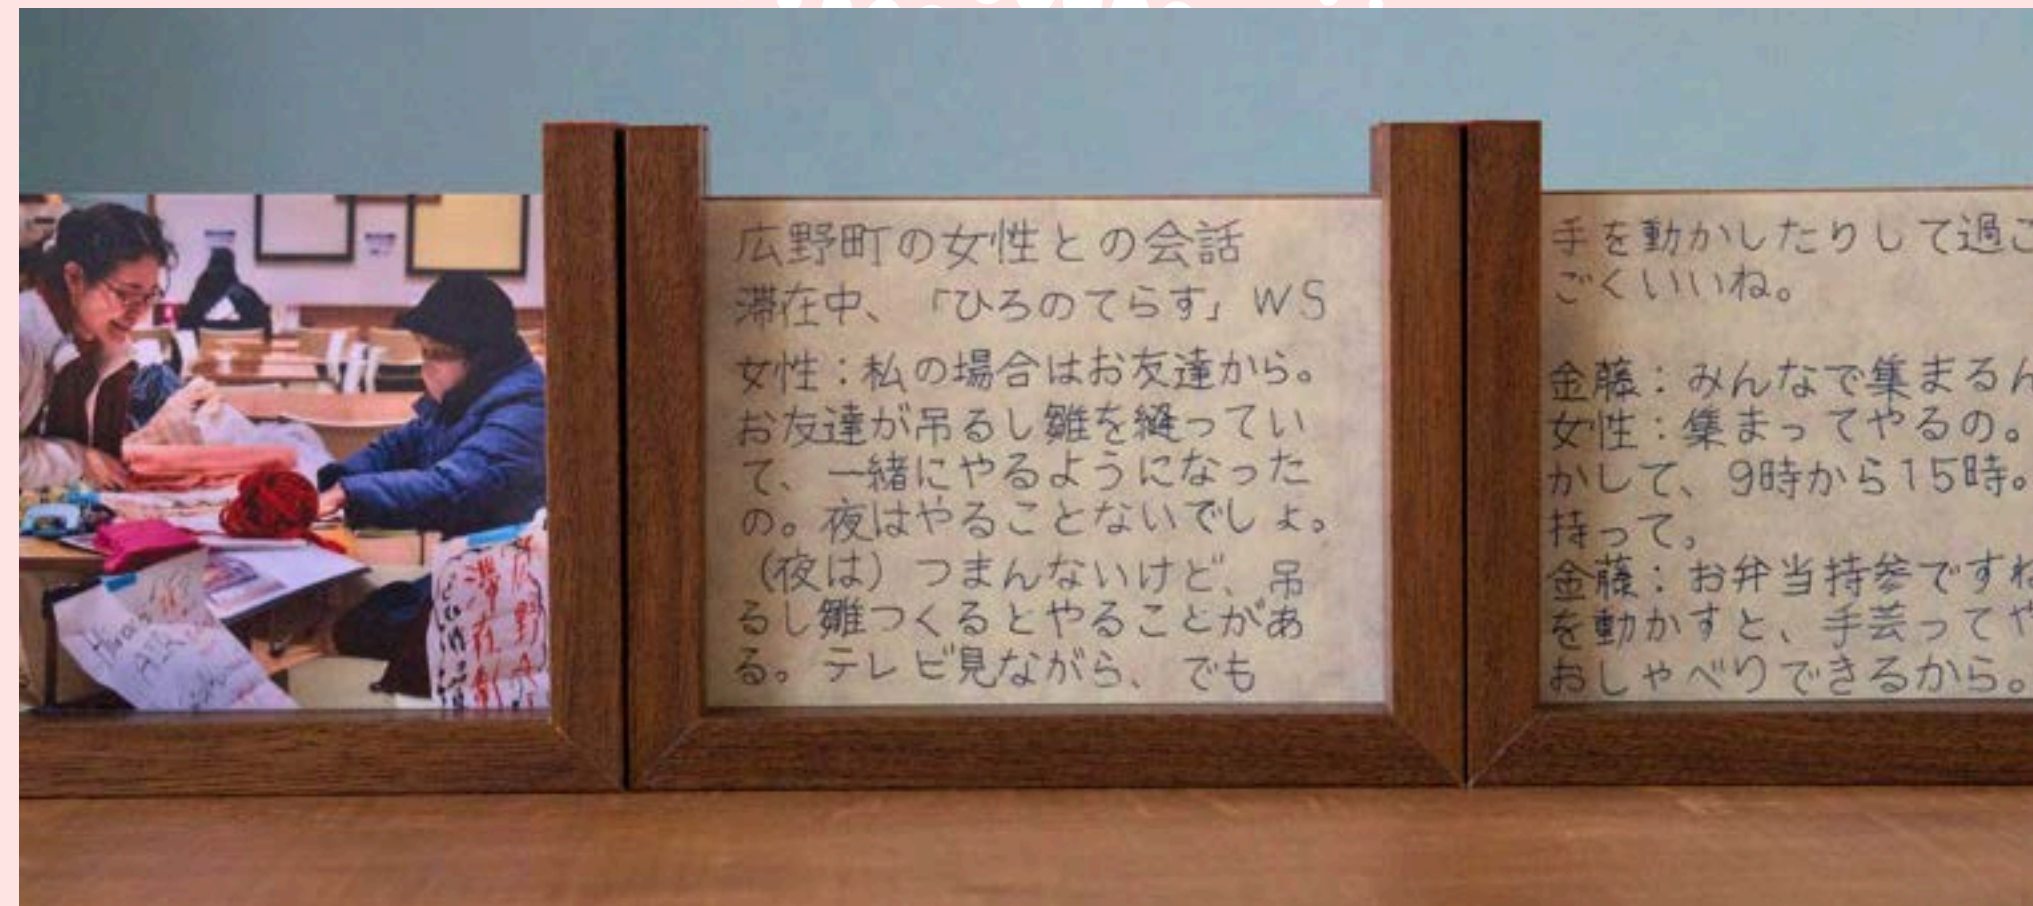 広野町の女性との会話
滞在中、「ひろのてらす」WS
女性：私の場合はお友達から。
お友達が吊るし雛を縫ってい
て、一緒にやるようになった
の。夜はやることないでしょ。
（夜は）つまんないけど、吊
るし雛つくるとやることがあ
る。テレビ見ながら、でも
手を動かしたりして過ご
ごくいいね。
金藤：みんなで集まるん
女性：集まってやるの。
かして、9時から15時。
持って。
金藤：お弁当持参ですね
を動かすと、手芸ってや
おしゃべりできるから。